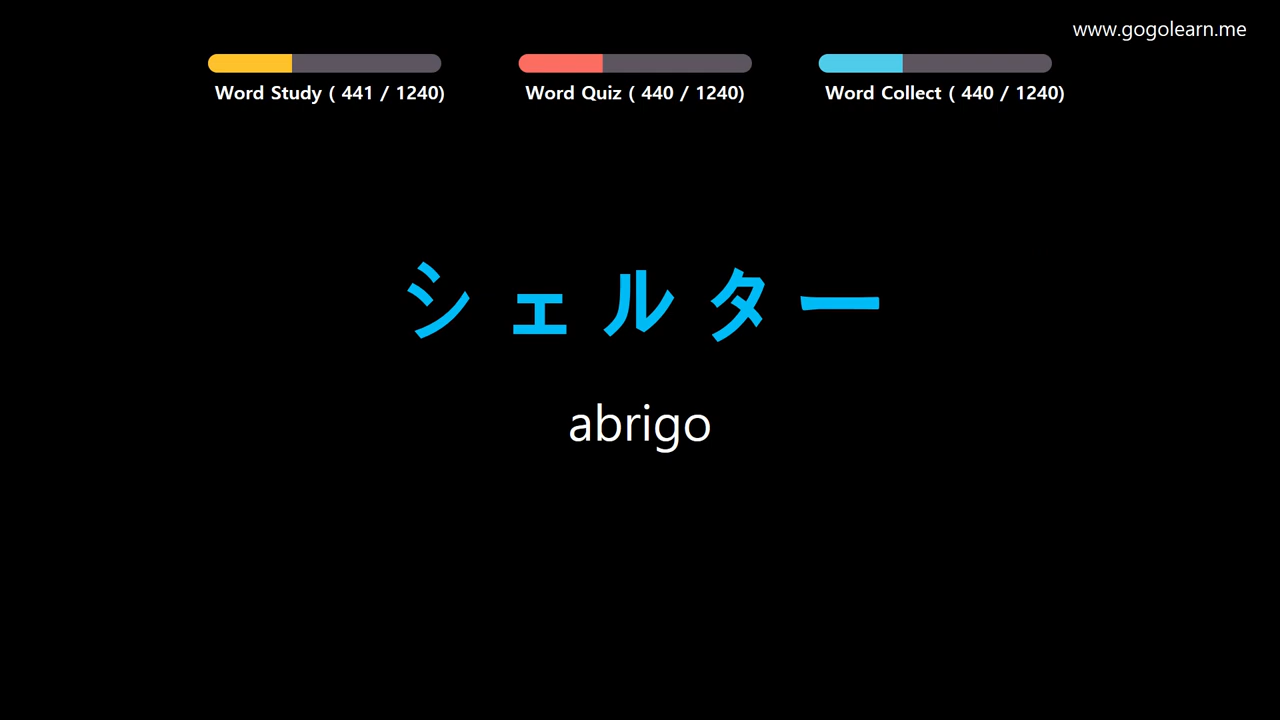 www.gogolearn.me
Word Study ( 441 / 1240)
Word Quiz ( 440 / 1240)
Word Collect ( 440 / 1240)
シェルター
abrigo